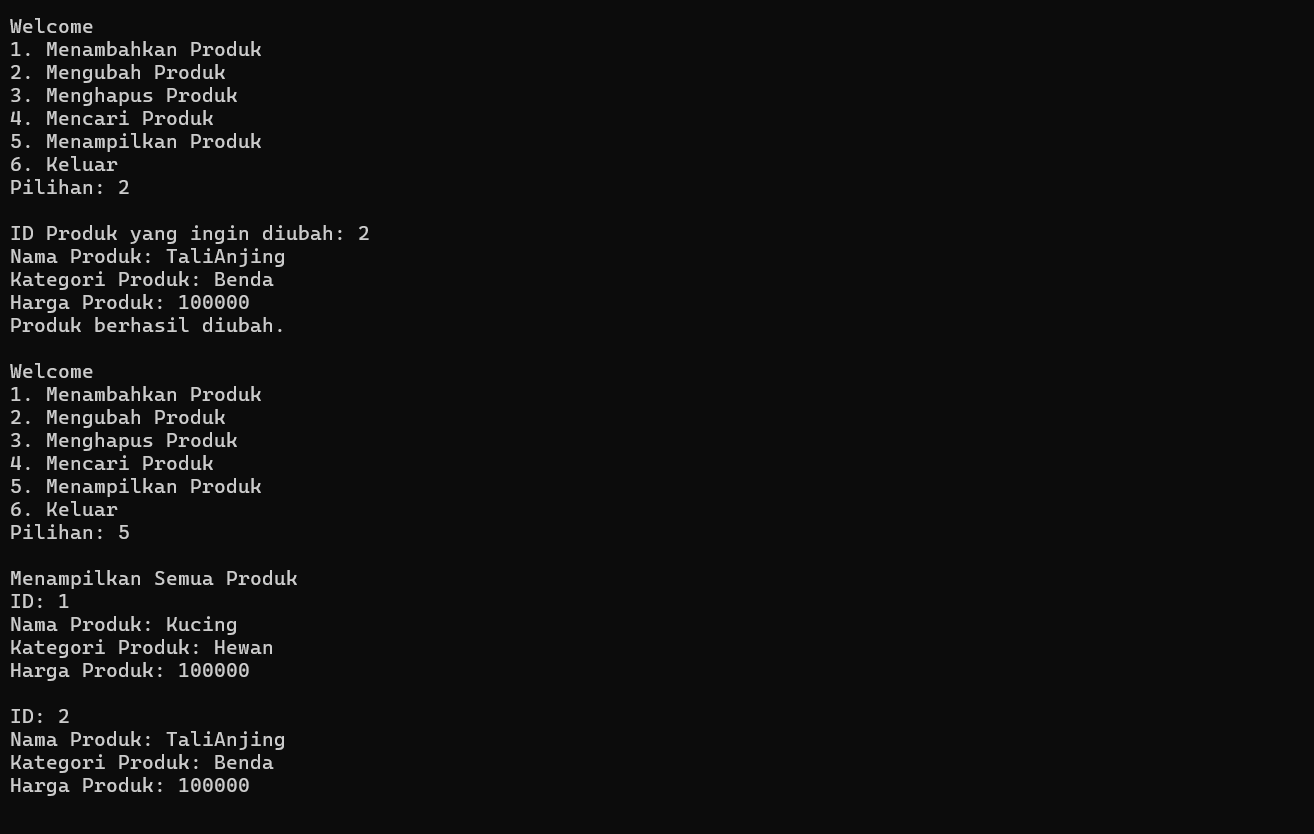 Welcome
1. Menambahkan Produk
2. Mengubah Produk
3. Menghapus Produk
4. Mencari Produk
5. Menampilkan Produk
6. Keluar
Pilihan: 2
ID Produk yang ingin diubah: 2
Nama Produk: TaliAnjing
Kategori Produk: Benda
Harga Produk: 100000
Produk berhasil diubah.
Welcome
1. Menambahkan Produk
2. Mengubah Produk
3. Menghapus Produk
4. Mencari Produk
5. Menampilkan Produk
6. Keluar
Pilihan: 5
Menampilkan Semua Produk
ID: 1
Nama Produk: Kucing
Kategori Produk: Hewan
Harga Produk: 100000
ID: 2
Nama Produk: TaliAnjing
Kategori Produk: Benda
Harga Produk: 100000